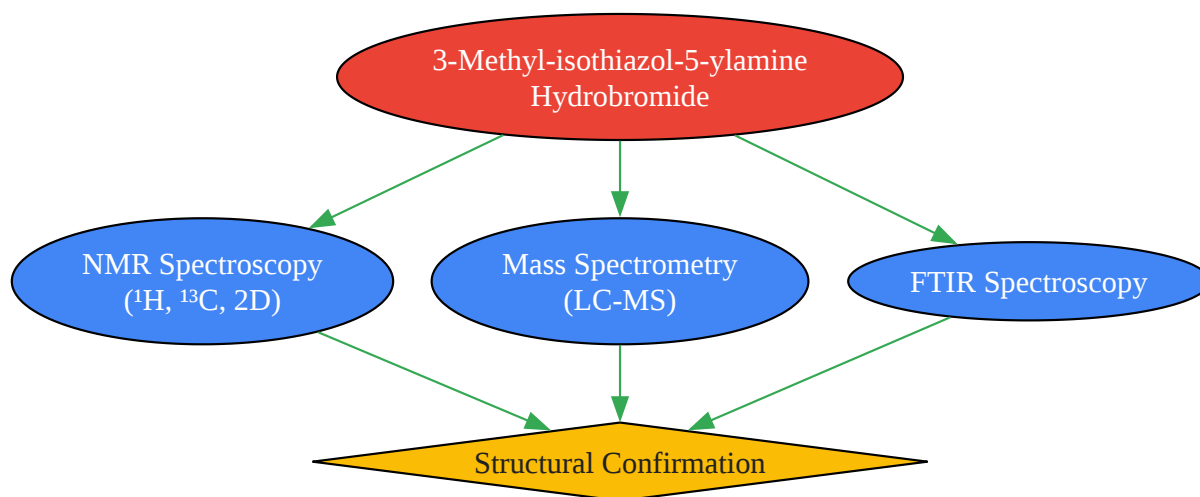 3-Methyl-isothiazol-5-ylamine
Hydrobromide
NMR Spectroscopy
(¹H, ¹³C, 2D)
Mass Spectrometry
(LC-MS)
FTIR Spectroscopy
Structural Confirmation